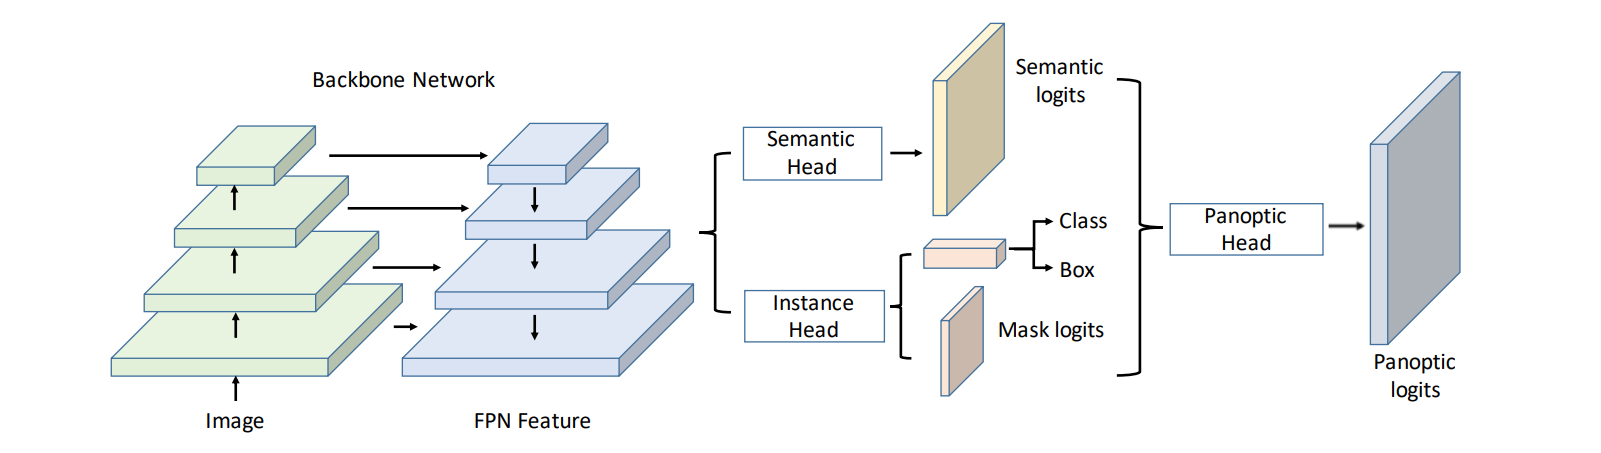 Backbone Network
Image
FPN Feature
Semantic
Head
Instance
Head
Semantic
logits
Class
Box
Mask logits
Panoptic
Head
Panoptic
logits